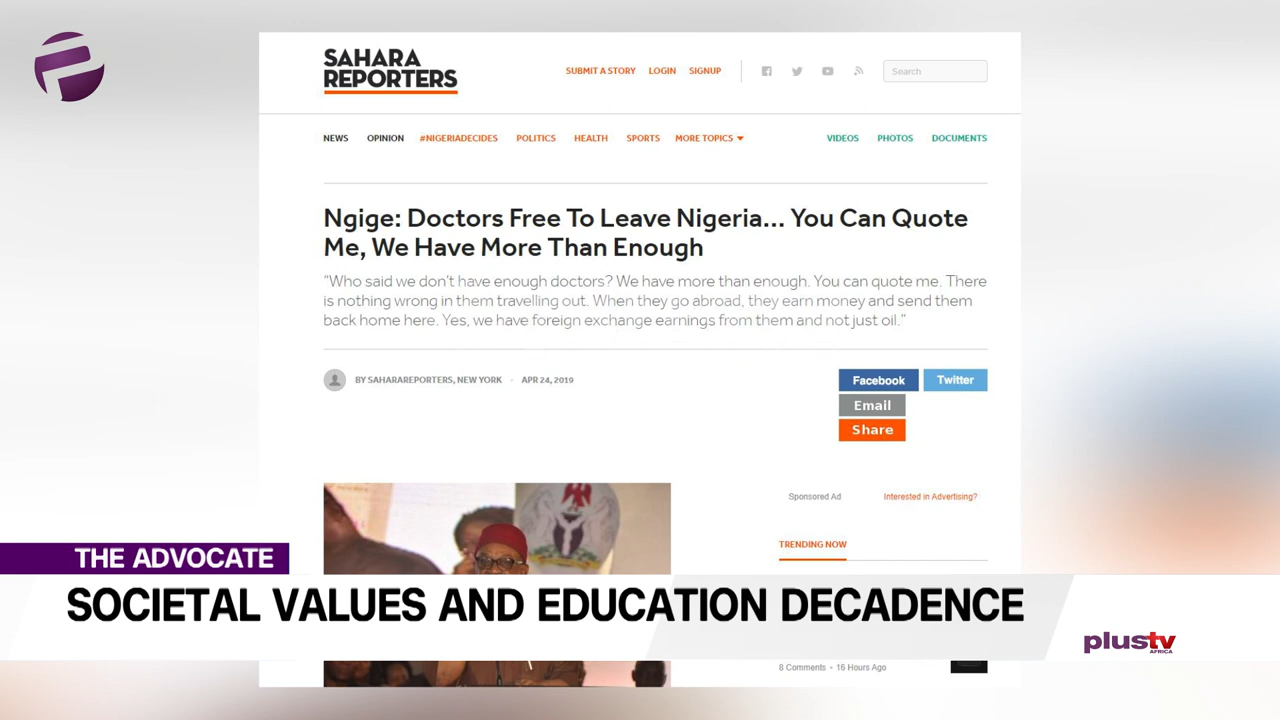 SAHARA
REPORTERS
SUBMIT A STORY LOGIN SIGNUP
Search
NEWS OPINION #NIGERIADECIDES POLITICS HEALTH SPORTS MORE TOPICS VIDEOS PHOTOS DOCUMENTS
Ngige: Doctors Free To Leave Nigeria... You Can Quote
Me, We Have More Than Enough
"Who said we don't have enough doctors? We have more than enough. You can quote me. There
is nothing wrong in them travelling out. When they go abroad, they earn money and send them
back home here. Yes, we have foreign exchange earnings from them and not just oil."
BY SAHARAREPORTERS, NEW YORK - APR 24, 2019
Facebook Twitter
Email
Share
Sponsored Ad Interested in Advertising?
TRENDING NOW
THE ADVOCATE
SOCIETAL VALUES AND EDUCATION DECADENCE
plustv
AFRICA
8 Comments • 16 Hours Ago